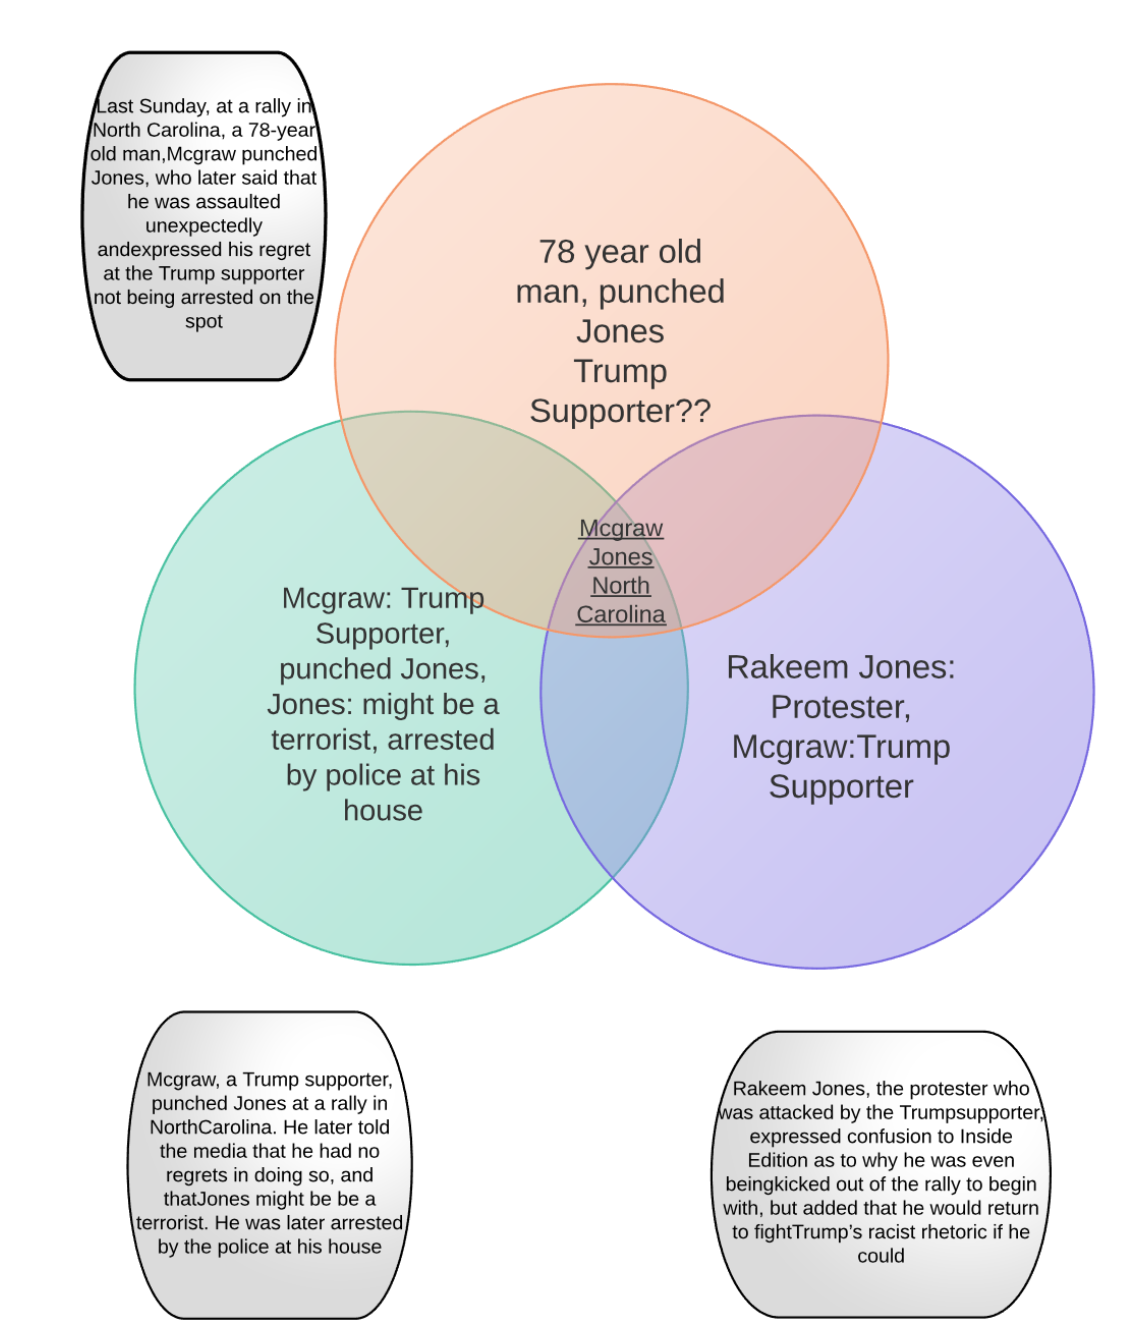 Last Sunday, at a rally in
North Carolina, a 78-year
old man,Mcgraw punched
Jones, who later said that
he was assaulted
unexpectedly
andexpressed his regret
at the Trump supporter
not being arrested on the
spot
78 year old
man, punched
Jones
Trump
Supporter??
Mcgraw
Jones
North
Carolina
Mcgraw: Trump
Supporter,
punched Jones,
Jones: might be a
terrorist, arrested
by police at his
house
Rakeem Jones:
Protester,
Mcgraw:Trump
Supporter
Mcgraw, a Trump supporter,
punched Jones at a rally in
NorthCarolina. He later told
the media that he had no
regrets in doing so, and
thatJones might be be a
terrorist. He was later arrested
by the police at his house
Rakeem Jones, the protester who
was attacked by the Trumpsupporter,
expressed confusion to Inside
Edition as to why he was even
beingkicked out of the rally to begin
with, but added that he would return
to fightTrump’s racist rhetoric if he
could